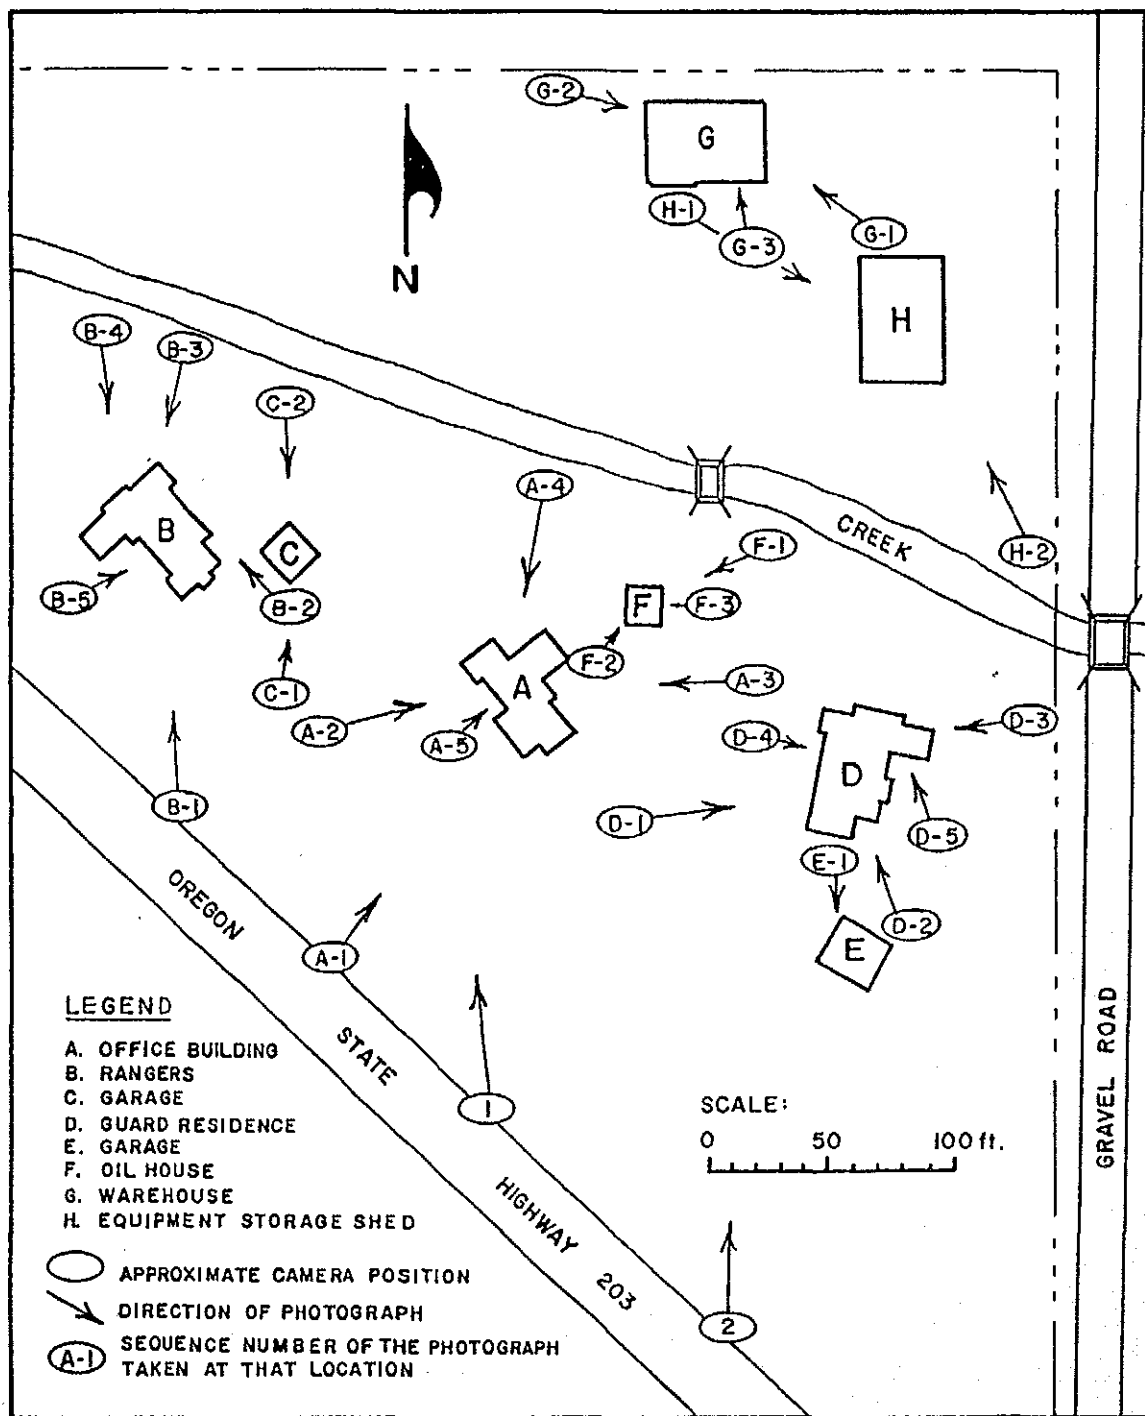 G-2
G
H-1
G-3
G-1
H
N
B-4
B-3
C-2
A-4
B
C
CREEK
F-1
H-2
B-5
B-2
F
F-3
F-2
A
C-1
A-3
A-2
A-5
D-4
D-3
D
B-1
D-1
D-5
E-1
D-2
E
A-1
1
2
OREGON
STATE
HIGHWAY 203
GRAVEL ROAD
LEGEND
A. OFFICE BUILDING
B. RANGERS
C. GARAGE
D. GUARD RESIDENCE
E. GARAGE
F. OIL HOUSE
G. WAREHOUSE
H. EQUIPMENT STORAGE SHED
APPROXIMATE CAMERA POSITION
DIRECTION OF PHOTOGRAPH
A-1 SEQUENCE NUMBER OF THE PHOTOGRAPH
TAKEN AT THAT LOCATION
SCALE:
0 50 100 ft.